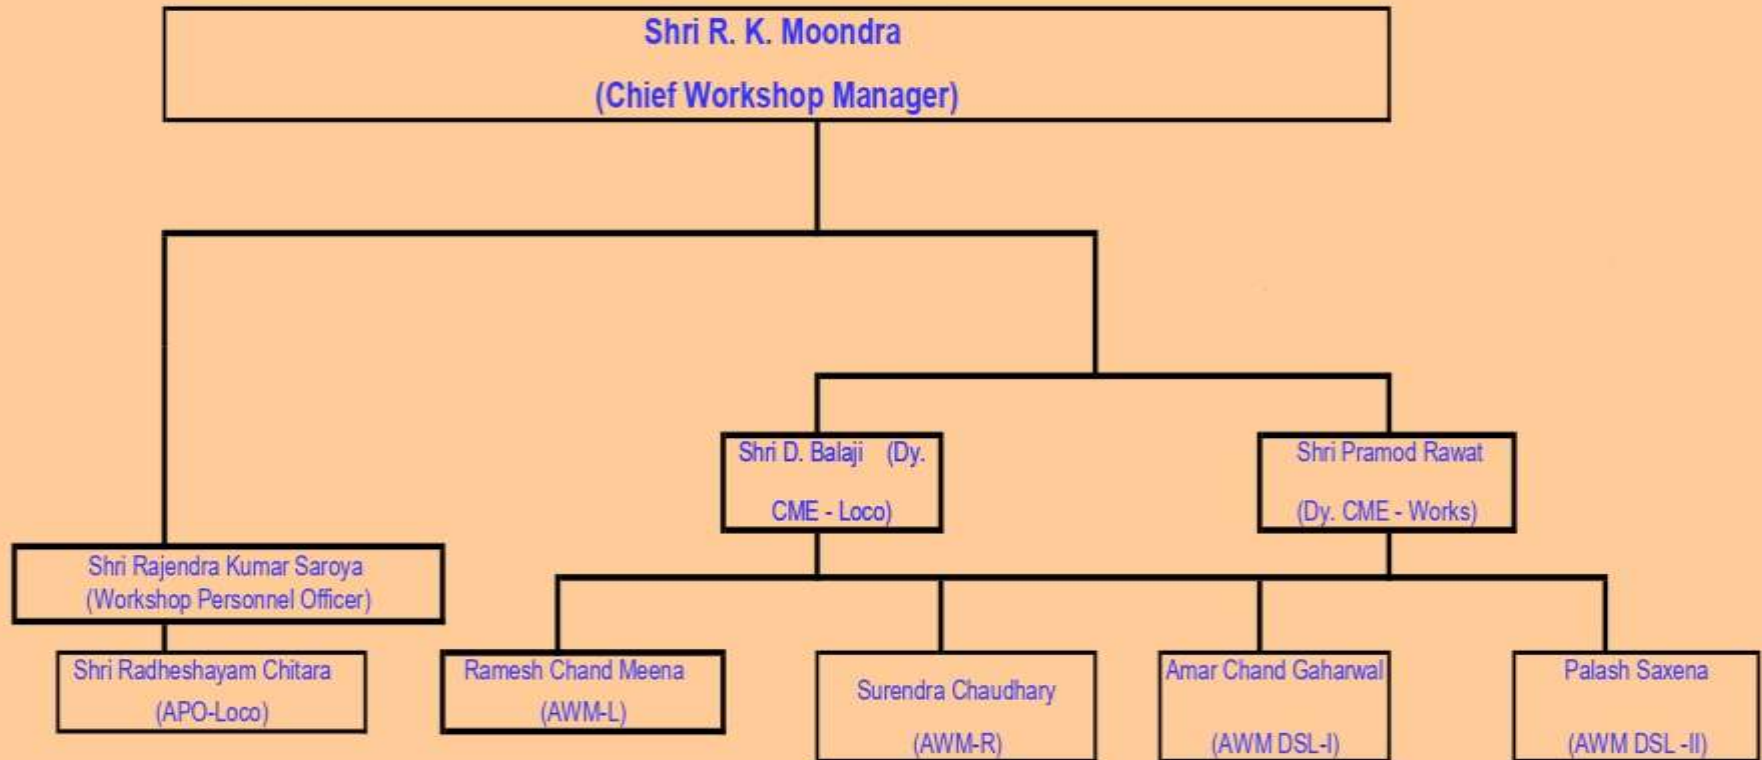 Shri R. K. Moondra
(Chief Workshop Manager)
Shri D. Balaji (Dy.
CME - Loco)
Shri Pramod Rawat
(Dy. CME - Works)
Shri Rajendra Kumar Saroya
(Workshop Personnel Officer)
Shri Radheshayam Chitara
(APO-Loco)
Ramesh Chand Meena
(AWM-L)
Surendra Chaudhary
(AWM-R)
Amar Chand Gaharwal
(AWM DSL-I)
Palash Saxena
(AWM DSL -II)